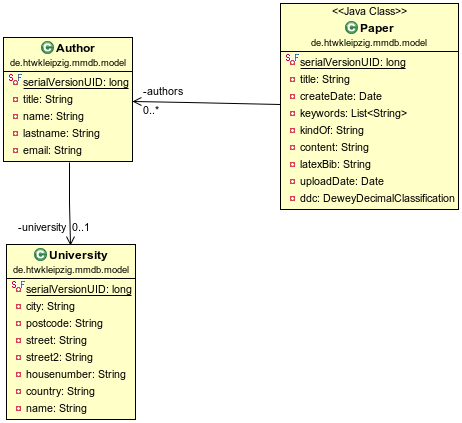 <<Java Class>>
Paper
de.htwkleipzig.mmdb.model
serialVersionUID: long
title: String
createDate: Date
keywords: List<String>
kindOf: String
content: String
latexBib: String
uploadDate: Date
ddc: DeweyDecimalClassification
Author
de.htwkleipzig.mmdb.model
serialVersionUID: long
title: String
name: String
lastname: String
email: String
-authors
0..*
-university 0..1
University
de.htwkleipzig.mmdb.model
serialVersionUID: long
city: String
postcode: String
street: String
street2: String
housenumber: String
country: String
name: String